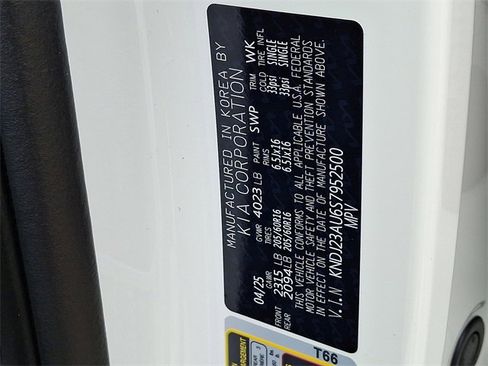 MANUFACTURED IN KOREA BY
KIA CORPORATION
04/25 GVWR 4023 LB PAINT SWP TRIM WK
GAWR TIRES RIMS COLD TIRE INFL
FRONT 2315 LB 205/60R16 6.5Jx16 33psi SINGLE
REAR 2094LB 205/60R16 6.5Jx16 33psi SINGLE
THIS VEHICLE CONFORMS TO ALL APPLICABLE U.S.A. FEDERAL
MOTOR VEHICLE SAFETY AND THEFT PREVENTION STANDARDS
IN EFFECT ON THE DATE OF MANUFACTURE SHOWN ABOVE.
V.I.N KNDJ23AU6S7952500
MPV
T66